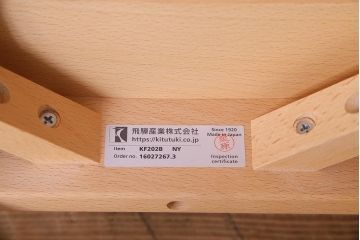 飛騨産業株式会社
https://kitutuki.co.jp
Item KF202B NY
Order no. 16027267.3
Since 1920
Made in Japan
Inspection
certificate